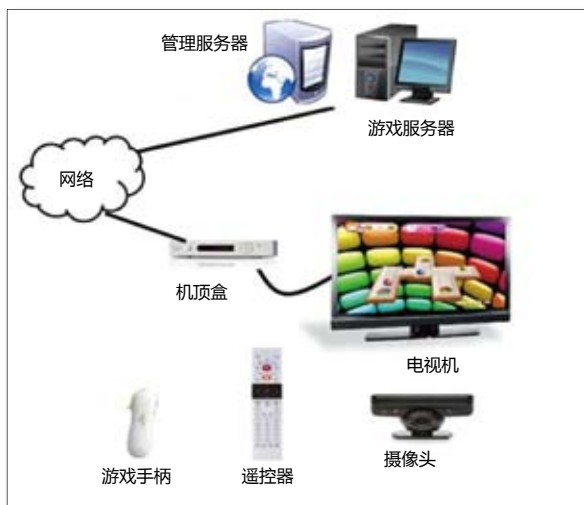 管理服务器
游戏服务器
网络
机顶盒
电视机
游戏手柄
遥控器
摄像头